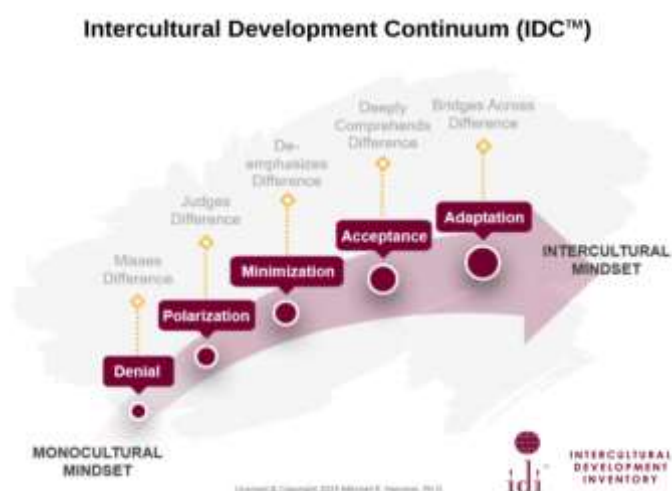 Intercultural Development Continuum (IDC™)
Bridges Across
Difference
Deeply
Comprehends
Difference
De-
emphasizes
Difference
Judges
Difference
Misses
Difference
Adaptation
Acceptance
Minimization
Polarization
Denial
INTERCULTURAL
MINDSET
MONOCULTURAL
MINDSET
idi
INTERCULTURAL
DEVELOPMENT
INVENTORY